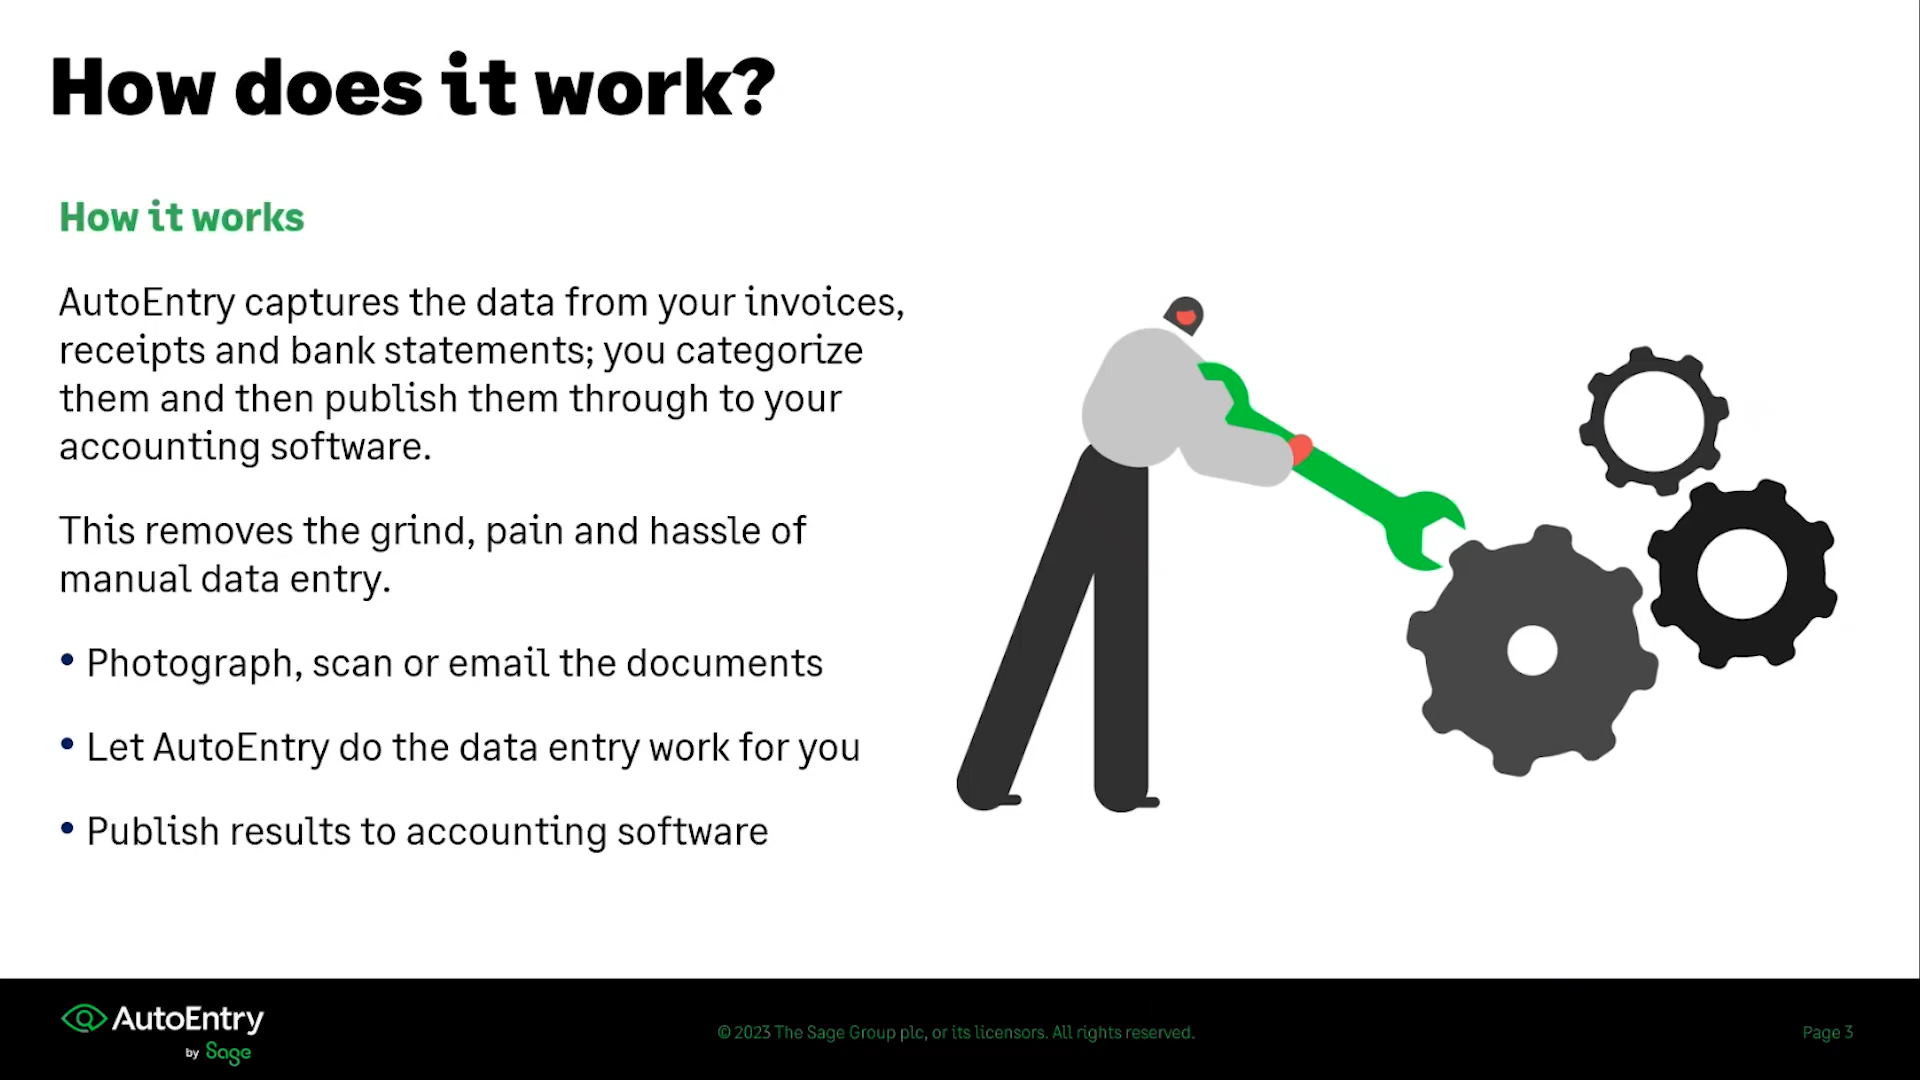 How does it work?
How it works
AutoEntry captures the data from your invoices,
receipts and bank statements; you categorize
them and then publish them through to your
accounting software.
This removes the grind, pain and hassle of
manual data entry.
• Photograph, scan or email the documents
• Let AutoEntry do the data entry work for you
• Publish results to accounting software
AutoEntry
by Sage
© 2023 The Sage Group plc, or its licensors. All rights reserved.
Page 3